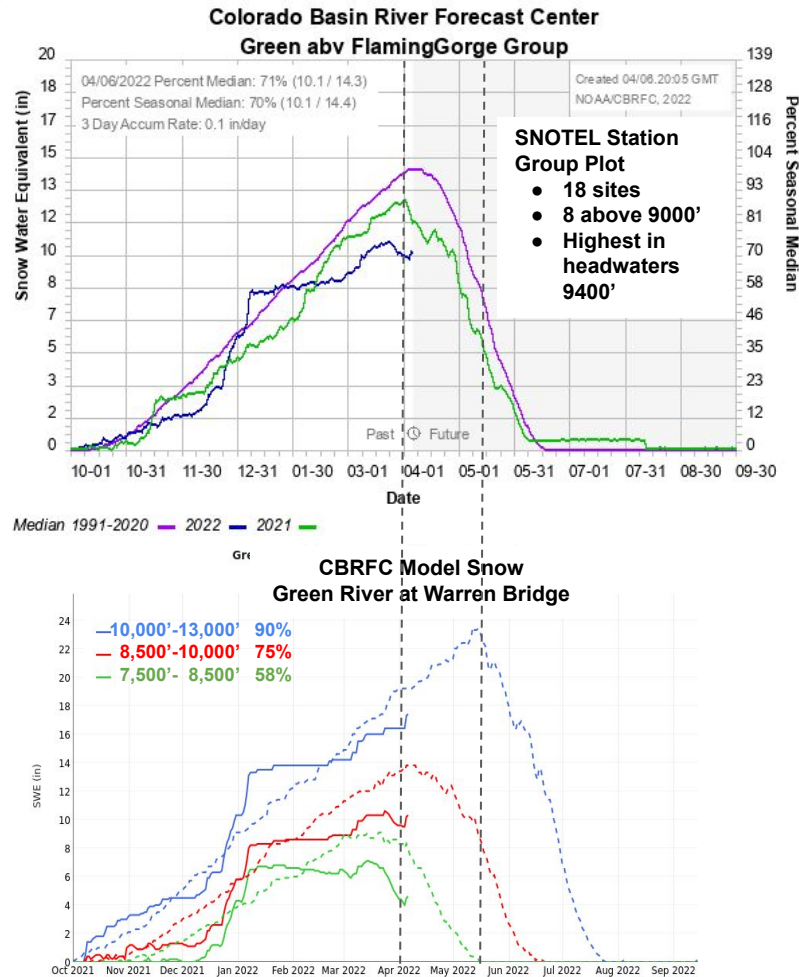 Colorado Basin River Forecast Center
Green abv FlamingGorge Group
04/06/2022 Percent Median: 71% (10.1 / 14.3)
Percent Seasonal Median: 70% (10.1 / 14.4)
3 Day Accum Rate: 0.1 in/day
Created 04/06.20:05 GMT
NOAA/CBRFC, 2022
SNOTEL Station
Group Plot
● 18 sites
● 8 above 9000’
● Highest in
headwaters
9400’
Snow Water Equivalent (in)
20
18
17
15
13
12
10
8
7
5
3
2
0
Percent Seasonal Median
139
128
116
104
93
81
70
58
46
35
23
12
0
Past Future
10-01 10-31 11-30 12-31 01-30 03-01 04-01 05-01 05-31 07-01 07-31 08-30 09-30
Date
Median 1991-2020 2022 2021
Gre
CBRFC Model Snow
Green River at Warren Bridge
10,000’-13,000’ 90%
8,500’-10,000’ 75%
7,500’- 8,500’ 58%
SWE (in)
24
22
20
18
16
14
12
10
8
6
4
2
0
Oct 2021 Nov 2021 Dec 2021 Jan 2022 Feb 2022 Mar 2022 Apr 2022 May 2022 Jun 2022 Jul 2022 Aug 2022 Sep 2022